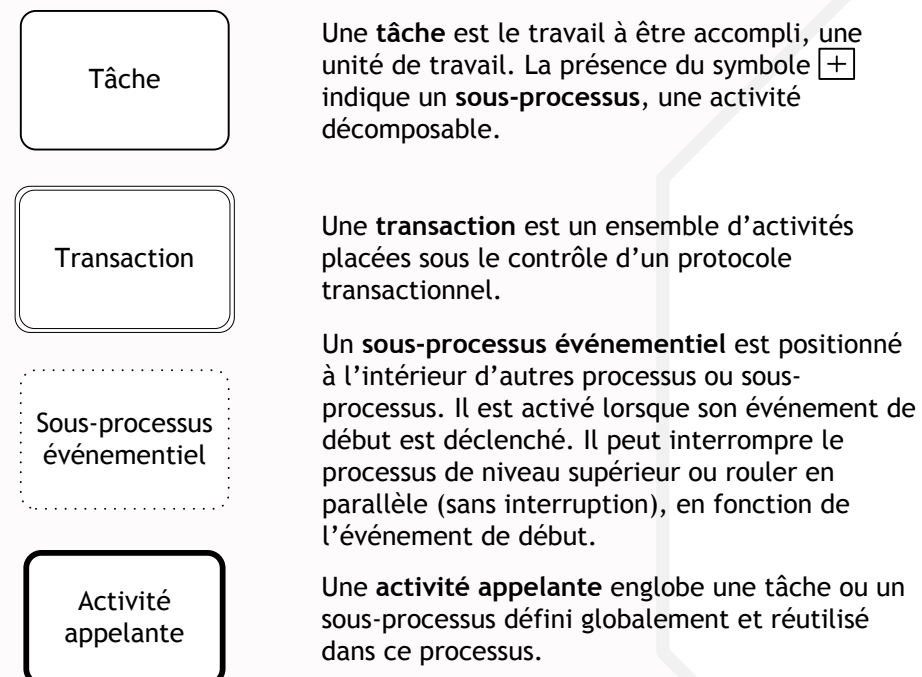 Tâche
Une tâche est le travail à être accompli, une
unité de travail. La présence du symbole +
indique un sous-processus, une activité
décomposable.
Transaction
Une transaction est un ensemble d’activités
placées sous le contrôle d’un protocole
transactionnel.
Sous-processus
événementiel
Un sous-processus événementiel est positionné
à l’intérieur d’autres processus ou sous-
processus. Il est activé lorsque son événement de
début est déclenché. Il peut interrompre le
processus de niveau supérieur ou rouler en
parallèle (sans interruption), en fonction de
l’événement de début.
Activité
appelante
Une activité appelante englobe une tâche ou un
sous-processus défini globalement et réutilisé
dans ce processus.